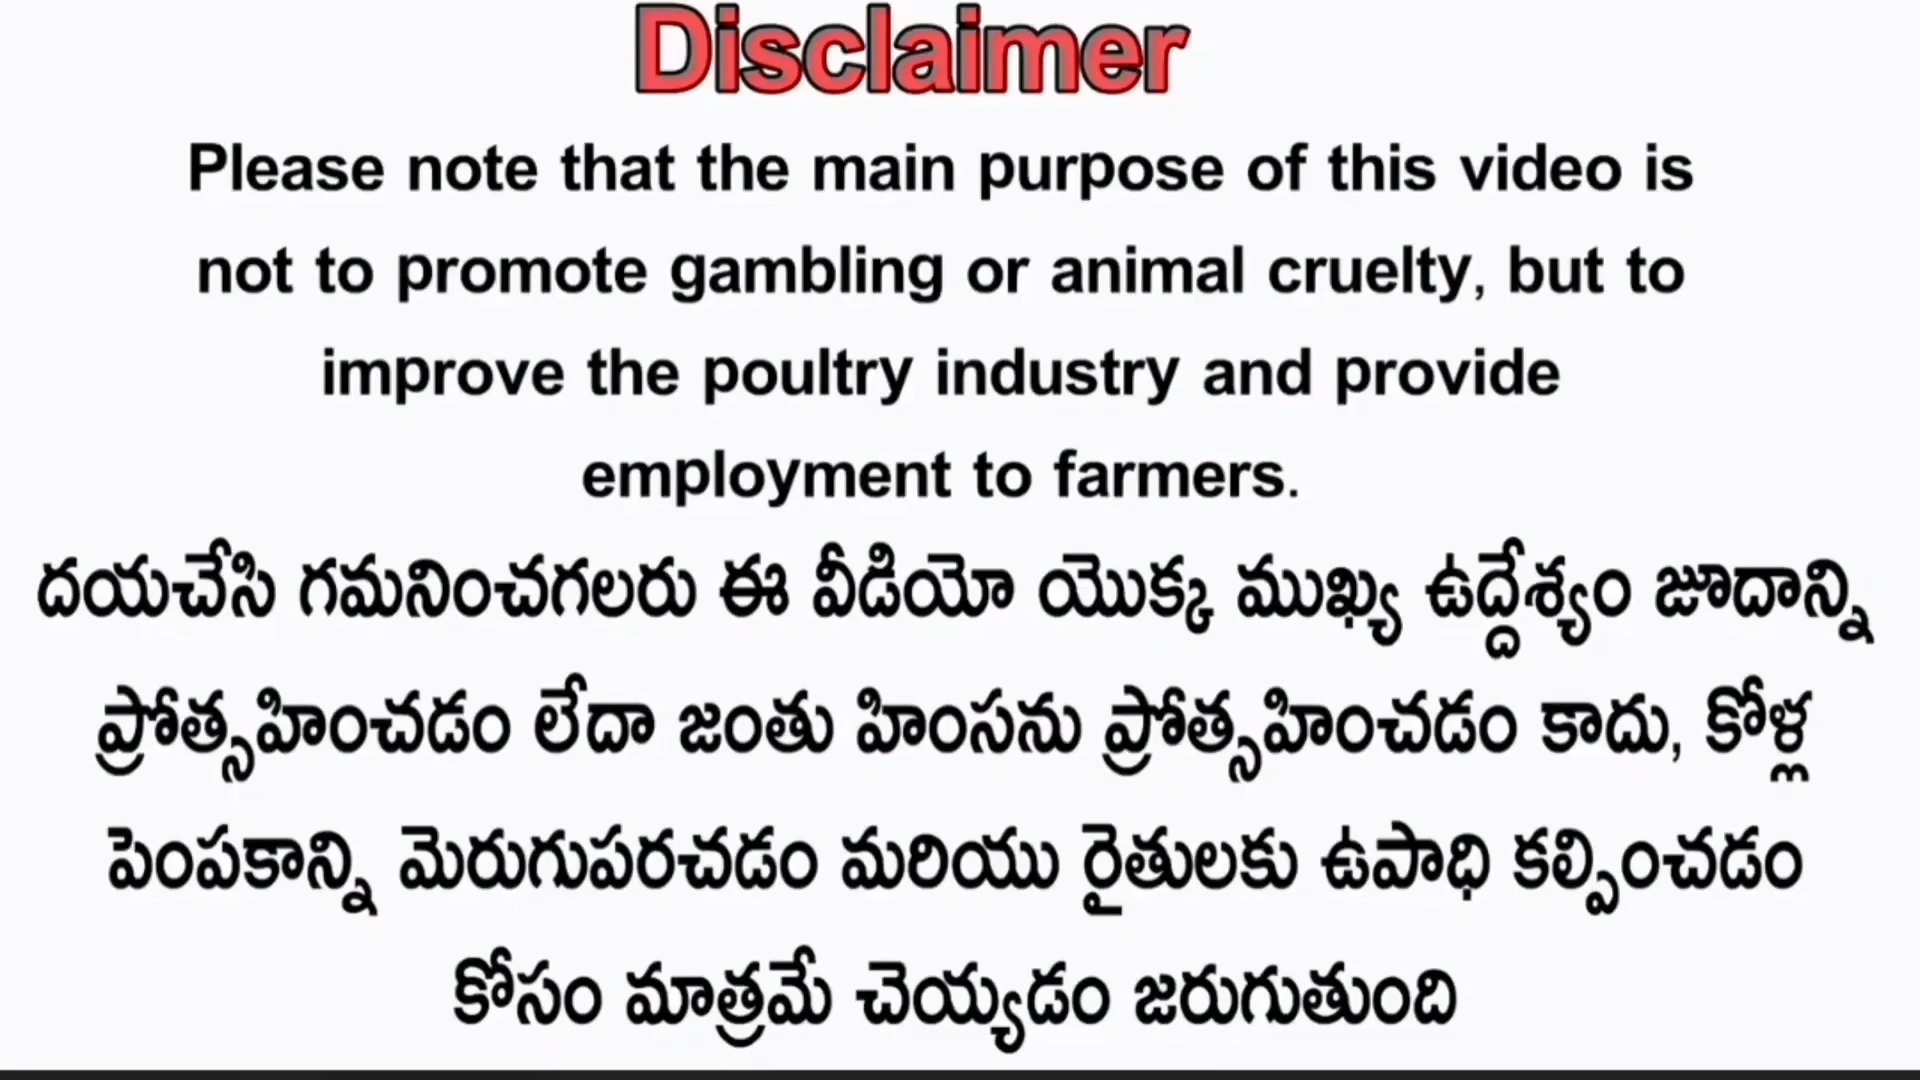 Disclaimer
Please note that the main purpose of this video is
not to promote gambling or animal cruelty, but to
improve the poultry industry and provide
employment to farmers.
దయచేసి గమనించగలరు ఈ వీడియో యొక్క ముఖ్య ఉద్దేశ్యం జూదాన్ని
ప్రోత్సహించడం లేదా జంతు హింసను ప్రోత్సహించడం కాదు, కోళ్ల
పెంపకాన్ని మెరుగుపరచడం మరియు రైతులకు ఉపాధి కల్పించడం
కోసం మాత్రమే చెయ్యడం జరుగుతుంది